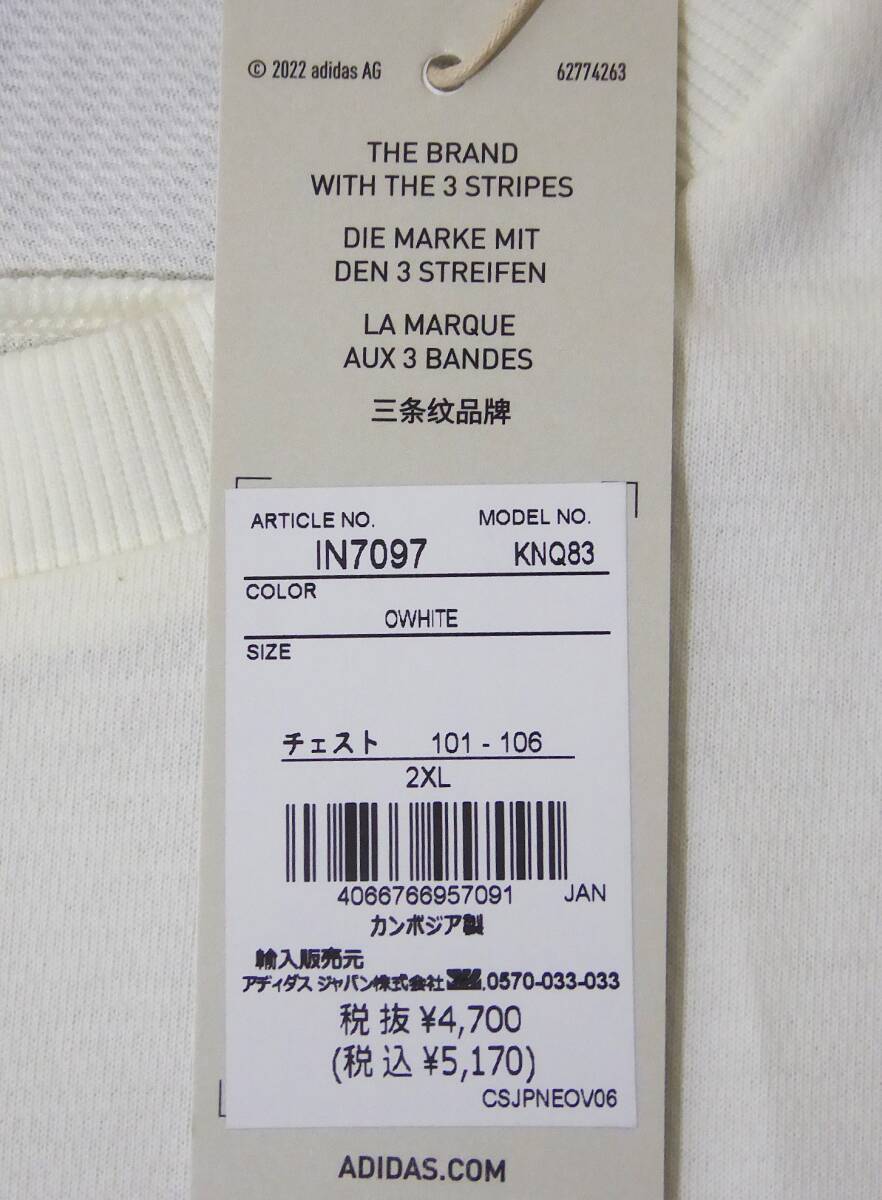 © 2022 adidas AG 62774263
THE BRAND
WITH THE 3 STRIPES
DIE MARKE MIT
DEN 3 STREIFEN
LA MARQUE
AUX 3 BANDES
三条纹品牌
ARTICLE NO. MODEL NO.
IN7097 KNQ83
COLOR
OWHITE
SIZE
チェスト 101 - 106
2XL
4066766957091 JAN
カンボジア製
輸入販売元
アディダス ジャパン株式会社 .0570-033-033
税抜 ¥4,700
(税込 ¥5,170)
CSJPNEOV06
ADIDAS.COM